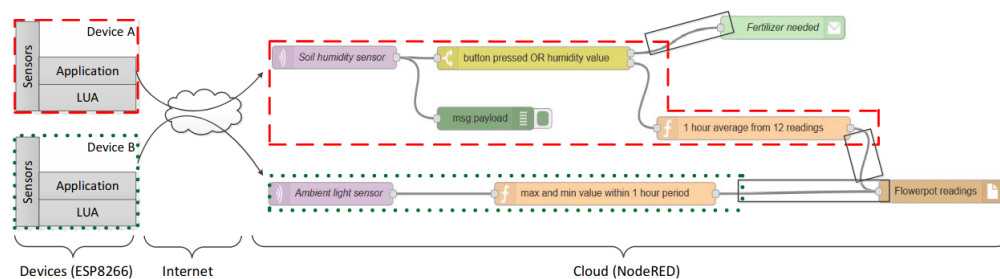 Device A
Sensors
Application
LUA
Device B
Sensors
Application
LUA
Soil humidity sensor
button pressed OR humidity value
Fertilizer needed
msg.payload
1 hour average from 12 readings
Ambient light sensor
max and min value within 1 hour period
Flowerpot readings
Devices (ESP8266)
Internet
Cloud (NodeRED)